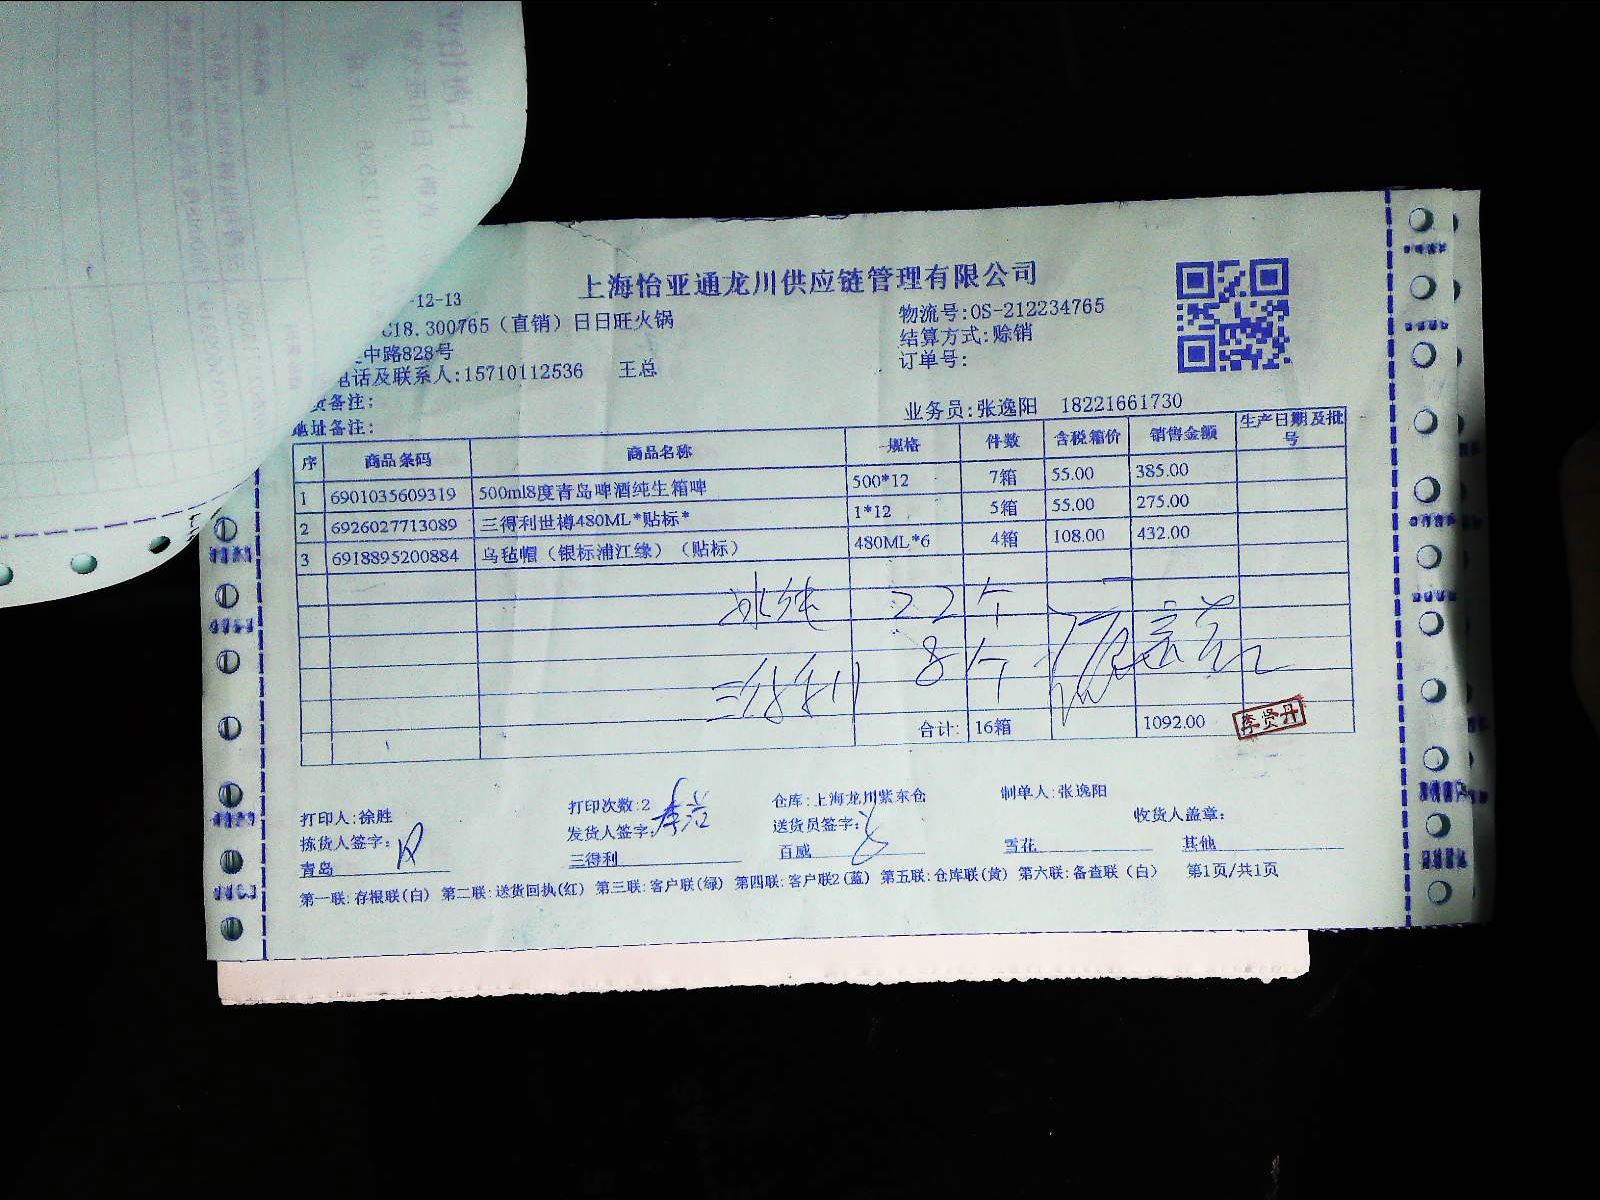 上海怡亚通龙川供应链管理有限公司
-12-13
C18.300765（直销）日日旺火锅
中路828号
电话及联系人:15710112536 王总
备注:
地址备注:
物流号:OS-212234765
结算方式:赊销
订单号:
业务员:张逸阳 18221661730
序 商品条码 商品名称 规格 件数 含税箱价 销售金额 生产日期及批号
1 6901035609319 500ml8度青岛啤酒纯生箱啤 500*12 7箱 55.00 385.00
2 6926027713089 三得利世樽480ML*贴标* 1*12 5箱 55.00 275.00
3 6918895200884 乌毡帽（银标浦江缘）（贴标） 480ML*6 4箱 108.00 432.00
冰纯 22个
三得利 8个
合计: 16箱 1092.00
李贤丹
打印人:徐胜 打印次数:2 仓库:上海龙川紫东仓 制单人:张逸阳
拣货人签字: 发货人签字: 送货员签字: 收货人盖章:
青岛 三得利 百威 雪花 其他
第一联:存根联(白) 第二联:送货回执(红) 第三联:客户联(绿) 第四联:客户联2(蓝) 第五联:仓库联(黄) 第六联:备查联（白） 第1页/共1页